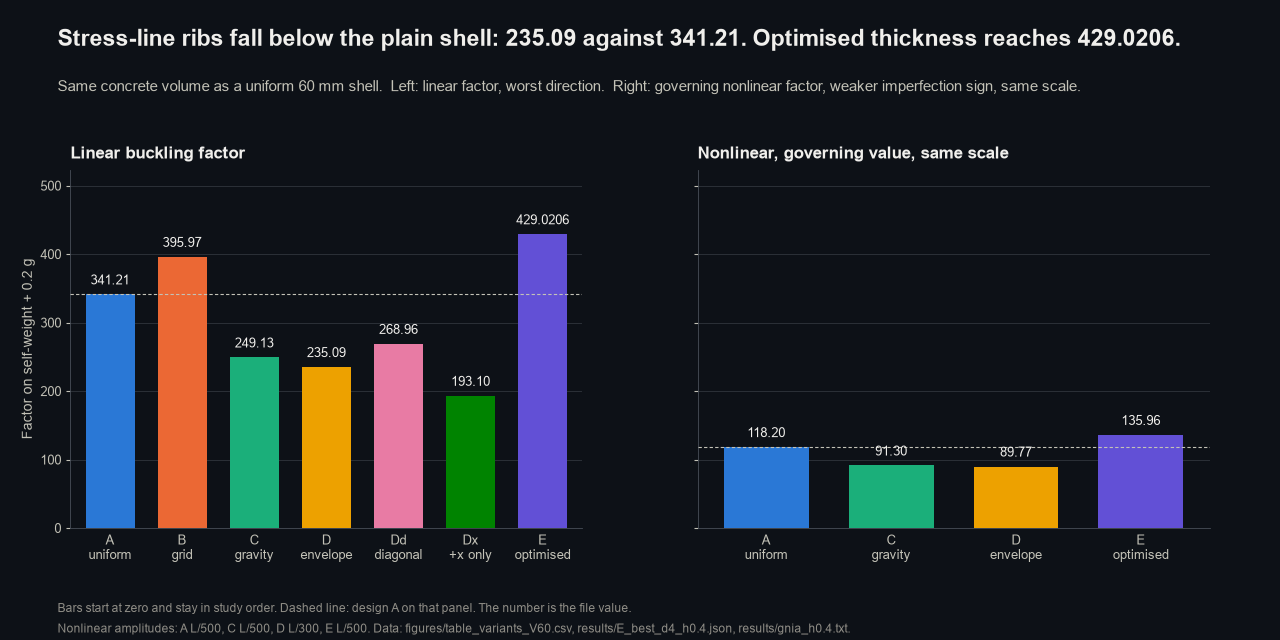 Stress-line ribs fall below the plain shell: 235.09 against 341.21. Optimised thickness reaches 429.0206.
Same concrete volume as a uniform 60 mm shell.  Left: linear factor, worst direction.  Right: governing nonlinear factor, weaker imperfection sign, same scale.
Linear buckling factor
Factor on self-weight + 0.2 g
500
400
300
200
100
0
341.21
395.97
249.13
235.09
268.96
193.10
429.0206
A
uniform
B
grid
C
gravity
D
envelope
Dd
diagonal
Dx
+x only
E
optimised
Nonlinear, governing value, same scale
118.20
91.30
89.77
135.96
A
uniform
C
gravity
D
envelope
E
optimised
Bars start at zero and stay in study order. Dashed line: design A on that panel. The number is the file value.
Nonlinear amplitudes: A L/500, C L/500, D L/300, E L/500. Data: figures/table_variants_V60.csv, results/E_best_d4_h0.4.json, results/gnia_h0.4.txt.